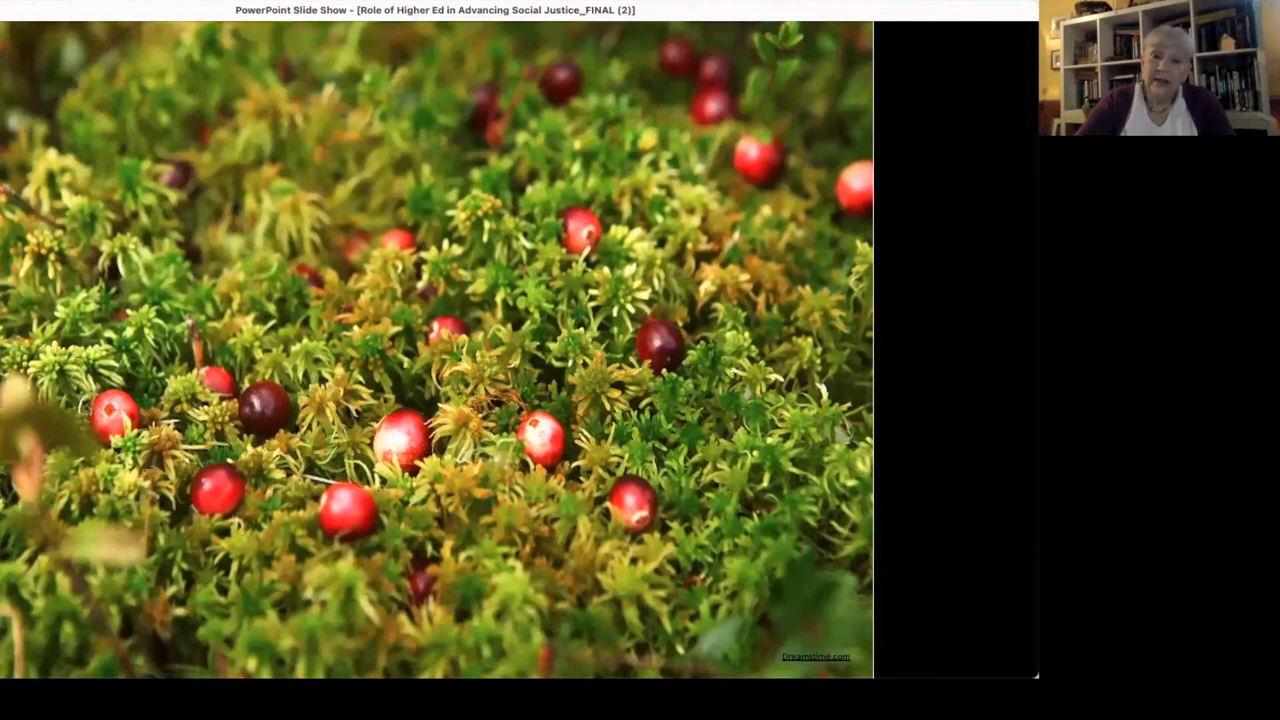 PowerPoint Slide Show - [Role of Higher Ed in Advancing Social Justice_FINAL (2)]
Dreamstime.com